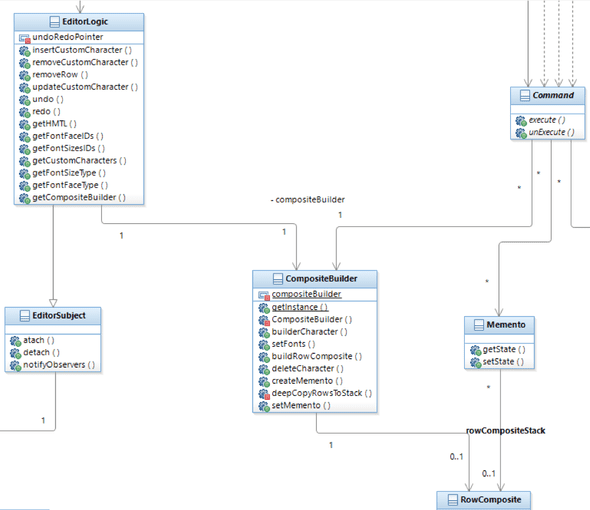 EditorLogic
undoRedoPointer
insertCustomCharacter ( )
removeCustomCharacter ( )
removeRow ( )
updateCustomCharacter ( )
undo ( )
redo ( )
getHMTL ( )
getFontFaceIDs ( )
getFontSizesIDs ( )
getCustomCharacters ( )
getFontSizeType ( )
getFontFaceType ( )
getCompositeBuilder ( )
*
Command
execute ( )
unExecute ( )
*
*
*
- compositeBuilder
1
1
1
CompositeBuilder
compositeBuilder
getInstance ( )
CompositeBuilder ( )
builderCharacter ( )
setFonts ( )
buildRowComposite ( )
deleteCharacter ( )
createMemento ( )
deepCopyRowsToStack ( )
setMemento ( )
EditorSubject
atach ( )
detach ( )
notifyObservers ( )
1
*
Memento
getState ( )
setState ( )
*
rowCompositeStack
1
0..1
0..1
RowComposite